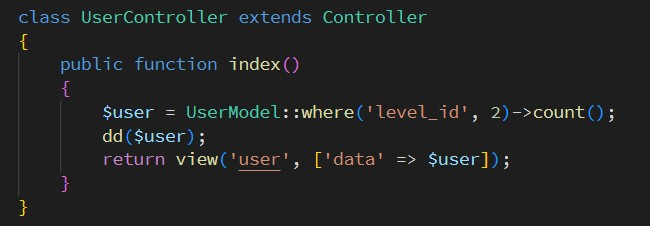 class UserController extends Controller
{
    public function index()
    {
        $user = UserModel::where('level_id', 2)->count();
        dd($user);
        return view('user', ['data' => $user]);
    }
}